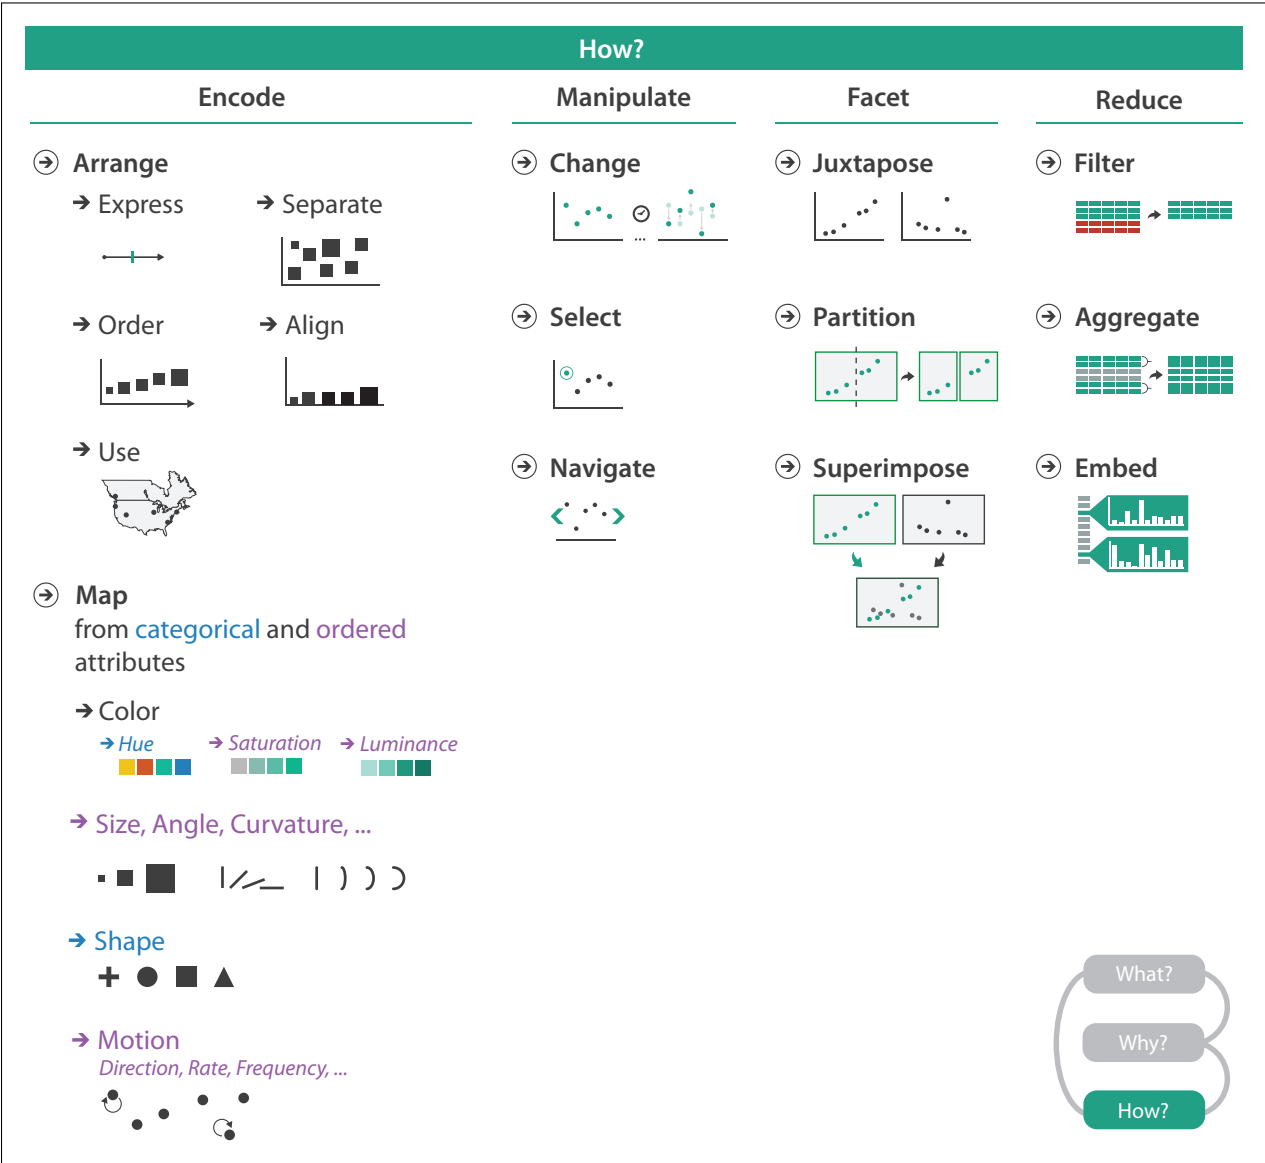 How?
Encode
Manipulate
Facet
Reduce
Arrange
Express
Separate
Order
Align
Use
Map
from categorical and ordered
attributes
Color
Hue
Saturation
Luminance
Size, Angle, Curvature, ...
Shape
Motion
Direction, Rate, Frequency, ...
Change
...
Select
Navigate
Juxtapose
Partition
Superimpose
Filter
Aggregate
Embed
What?
Why?
How?